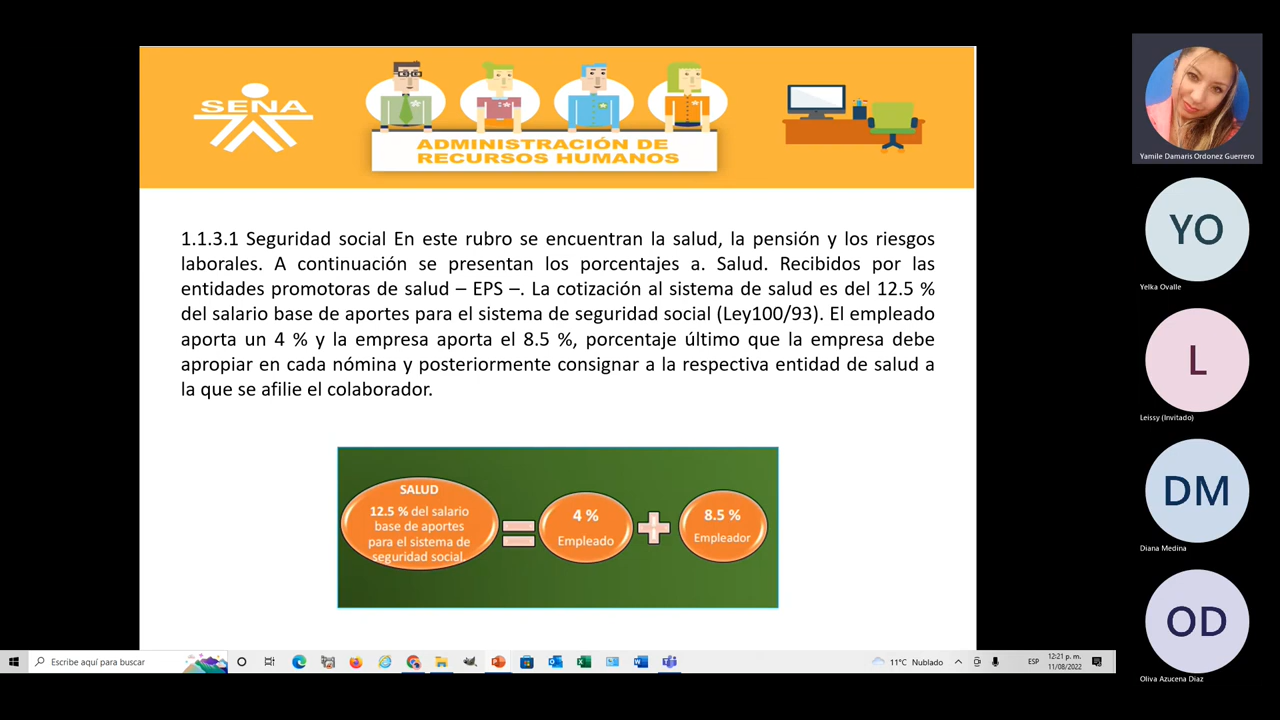 SENA
ADMINISTRACIÓN DE
RECURSOS HUMANOS
1.1.3.1 Seguridad social En este rubro se encuentran la salud, la pensión y los riesgos
laborales. A continuación se presentan los porcentajes a. Salud. Recibidos por las
entidades promotoras de salud – EPS –. La cotización al sistema de salud es del 12.5 %
del salario base de aportes para el sistema de seguridad social (Ley100/93). El empleado
aporta un 4 % y la empresa aporta el 8.5 %, porcentaje último que la empresa debe
apropiar en cada nómina y posteriormente consignar a la respectiva entidad de salud a
la que se afilie el colaborador.
SALUD
12.5 % del salario
base de aportes
para el sistema de
seguridad social
4 %
Empleado
8.5 %
Empleador
Yamile Damaris Ordonez Guerrero
YO
Yelka Ovalle
L
Leissy (Invitado)
DM
Diana Medina
OD
Oliva Azucena Diaz
Escribe aquí para buscar
11°C Nublado
ESP
12:21 p. m.
11/08/2022